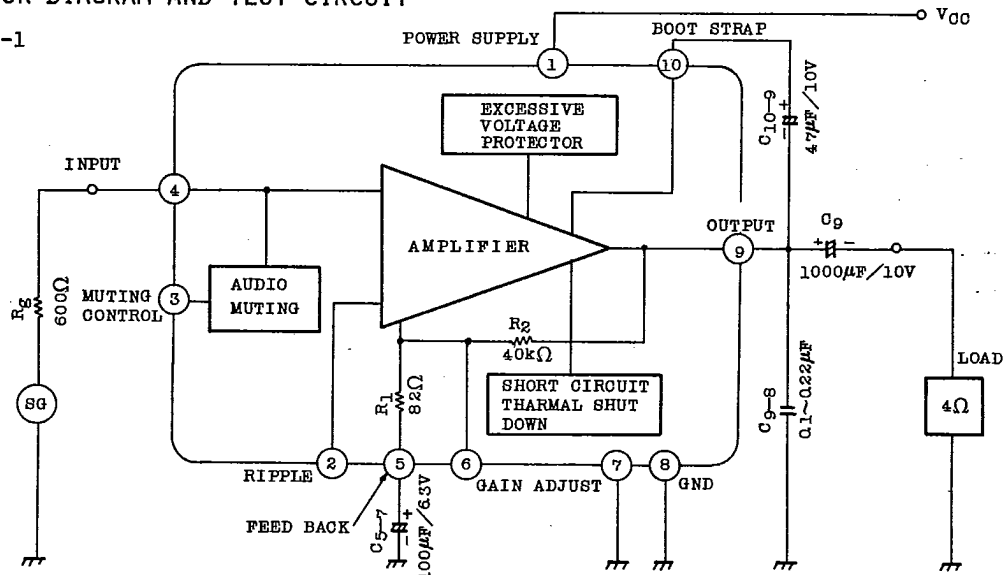 OR DIAGRAM AND TEST CIRCUIT
-1
POWER SUPPLY
BOOT STRAP
VCC
1
10
EXCESSIVE
VOLTAGE
PROTECTOR
C10-9
47μF/10V
+
-
INPUT
4
AMPLIFIER
OUTPUT
9
C9
+ -
1000μF/10V
Rg
600Ω
MUTING
CONTROL
3
AUDIO
MUTING
R2
40kΩ
R1
82Ω
SHORT CIRCUIT
THARMAL SHUT
DOWN
C9-8
0.1~0.22μF
LOAD
4Ω
SG
RIPPLE
2
5
6
GAIN ADJUST
7
8
GND
FEED BACK
C5-7
+
-
100μF/6.3V